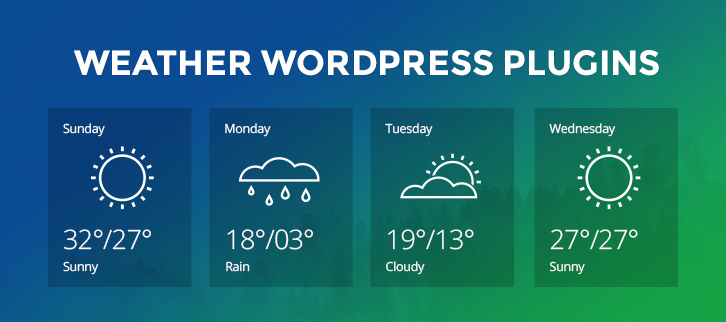 WEATHER WORDPRESS PLUGINS
Sunday
32°/27°
Sunny
Monday
18°/03°
Rain
Tuesday
19°/13°
Cloudy
Wednesday
27°/27°
Sunny